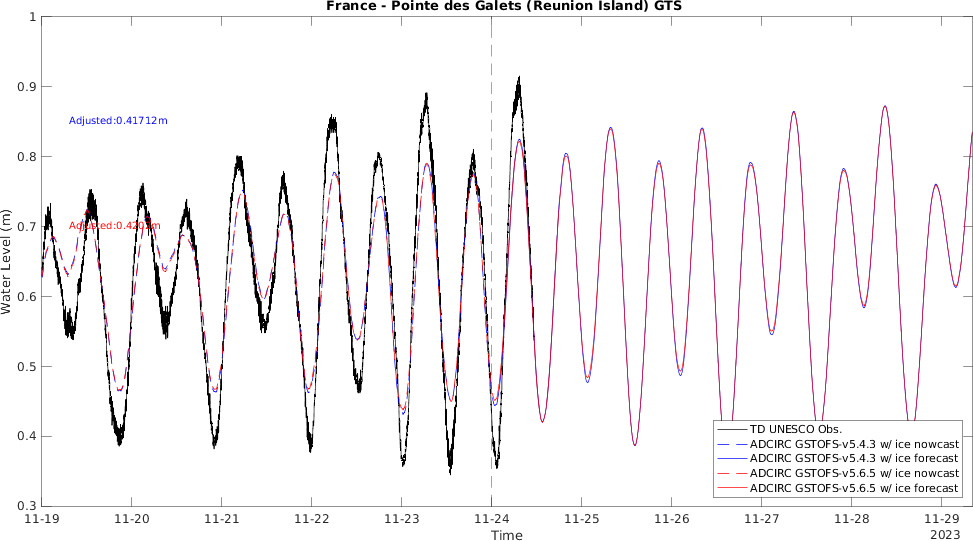 France - Pointe des Galets (Reunion Island) GTS
1
0.9
0.8
0.7
0.6
0.5
0.4
0.3
Water Level (m)
Adjusted:0.41712m
TD UNESCO Obs.
ADCIRC GSTOFS-v5.4.3 w/ ice nowcast
ADCIRC GSTOFS-v5.4.3 w/ ice forecast
ADCIRC GSTOFS-v5.6.5 w/ ice nowcast
ADCIRC GSTOFS-v5.6.5 w/ ice forecast
11-19 11-20 11-21 11-22 11-23 11-24 11-25 11-26 11-27 11-28 11-29
Time
2023